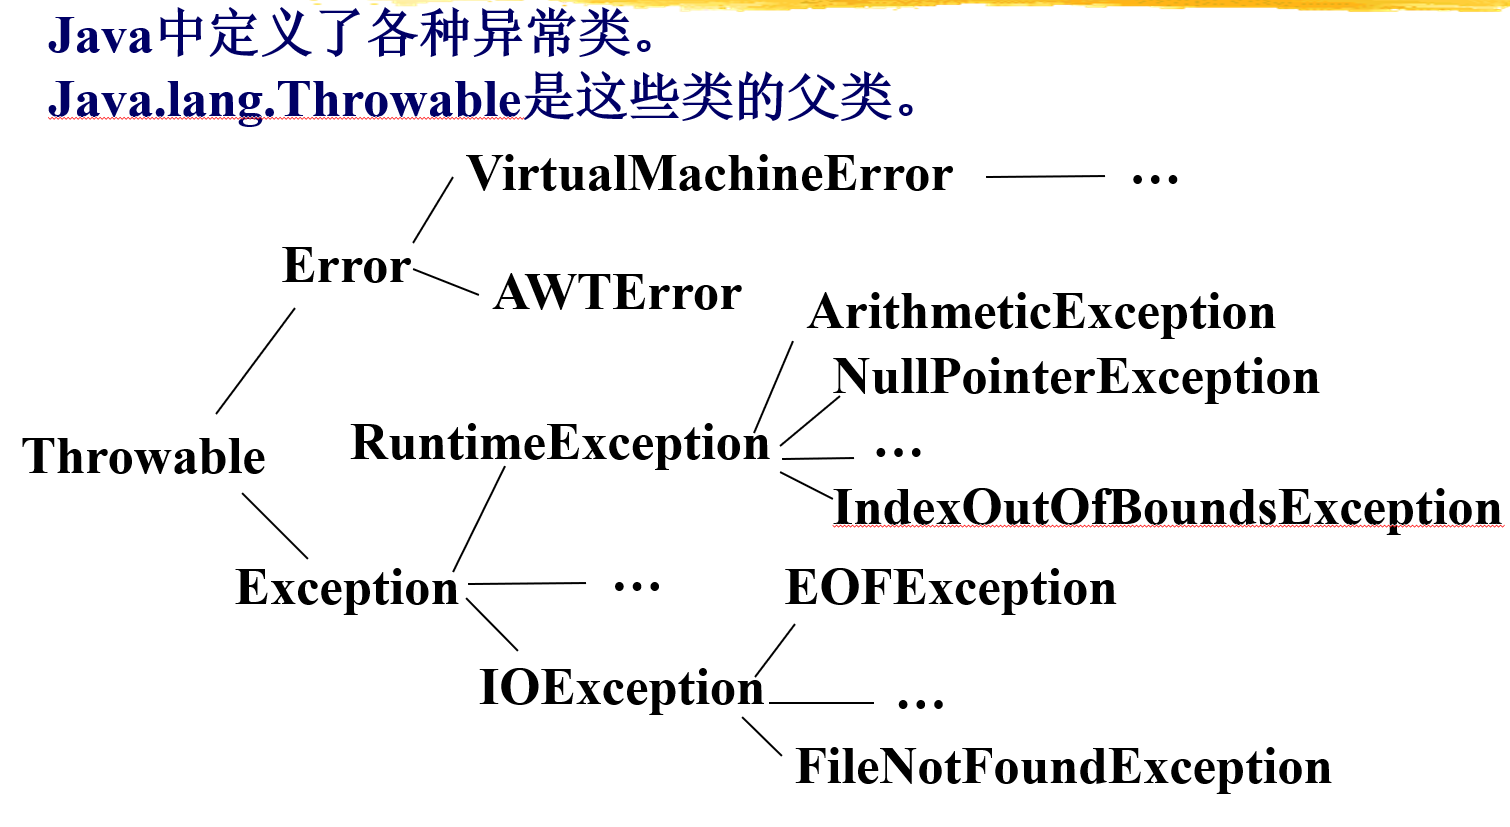 Java中定义了各种异常类。
Java.lang.Throwable是这些类的父类。
VirtualMachineError …
Error
AWTError
ArithmeticException
NullPointerException
Throwable RuntimeException …
IndexOutOfBoundsException
Exception … EOFException
IOException …
FileNotFoundException